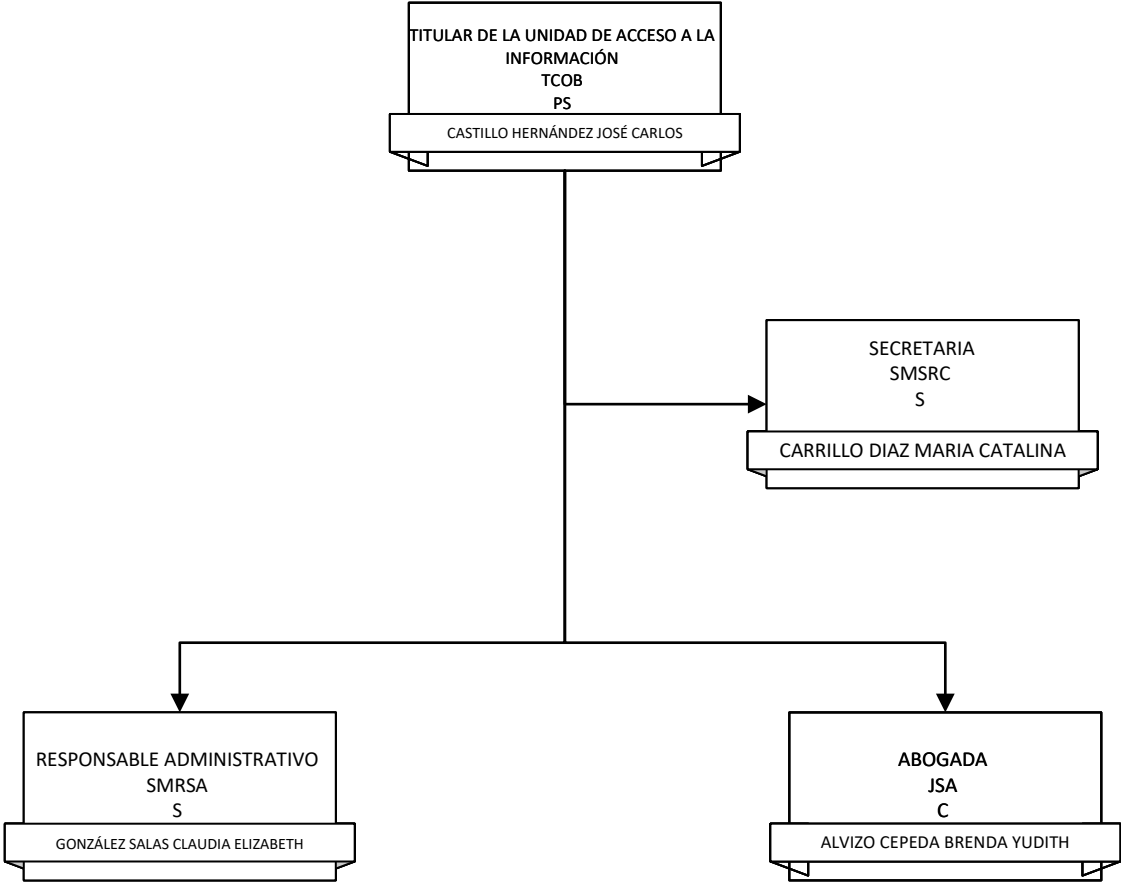 TITULAR DE LA UNIDAD DE ACCESO A LA
INFORMACIÓN
TCOB
PS
CASTILLO HERNÁNDEZ JOSÉ CARLOS
SECRETARIA
SMSRC
S
CARRILLO DIAZ MARIA CATALINA
RESPONSABLE ADMINISTRATIVO
SMRSA
S
GONZÁLEZ SALAS CLAUDIA ELIZABETH
ABOGADA
JSA
C
ALVIZO CEPEDA BRENDA YUDITH